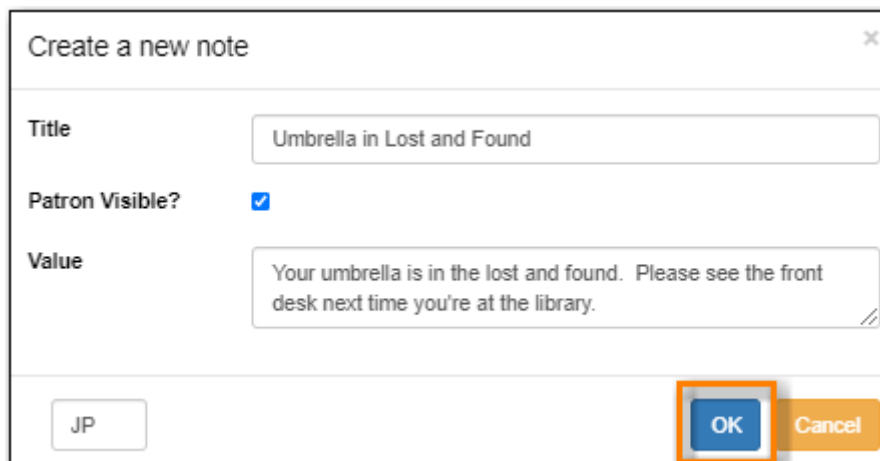 Create a new note ×
Title
Umbrella in Lost and Found
Patron Visible?
Value
Your umbrella is in the lost and found.  Please see the front
desk next time you're at the library.
JP
OK
Cancel